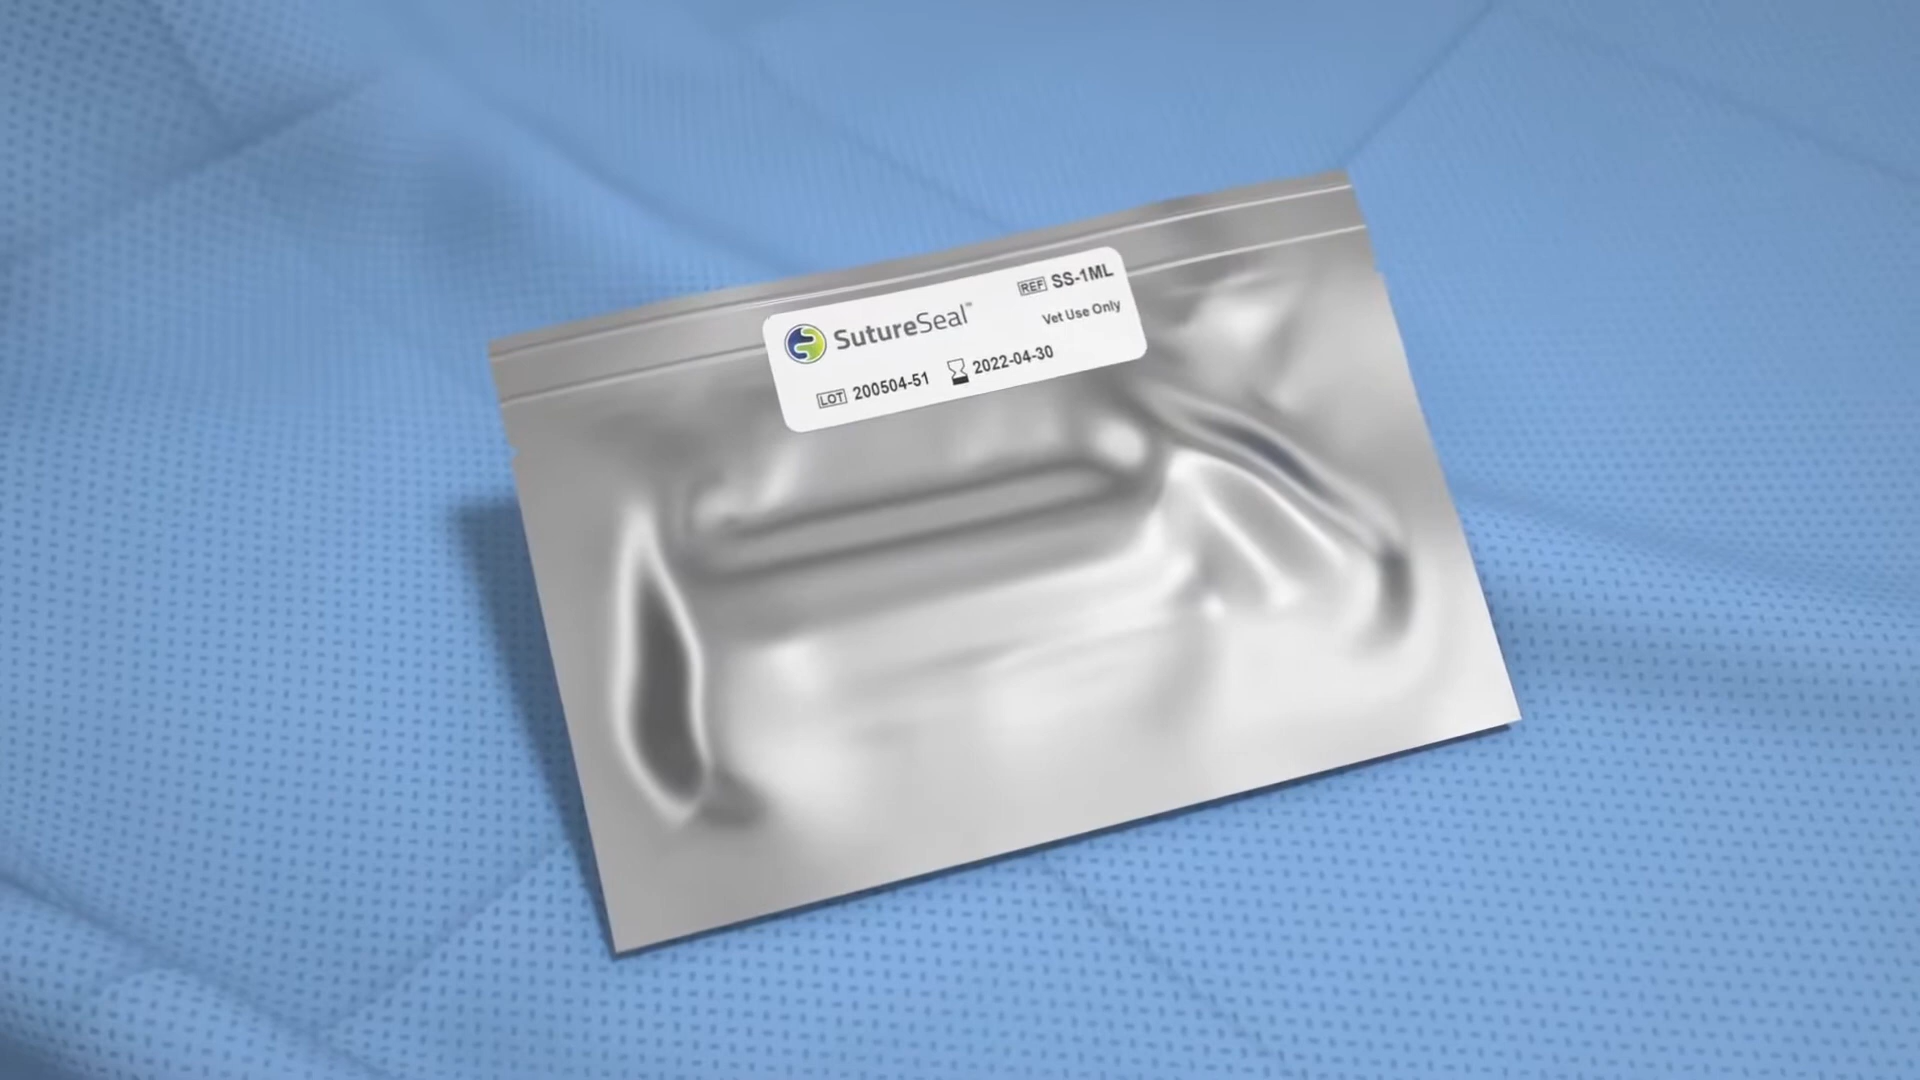 REF SS-1ML
SutureSeal™
Vet Use Only
LOT 200504-51
2022-04-30